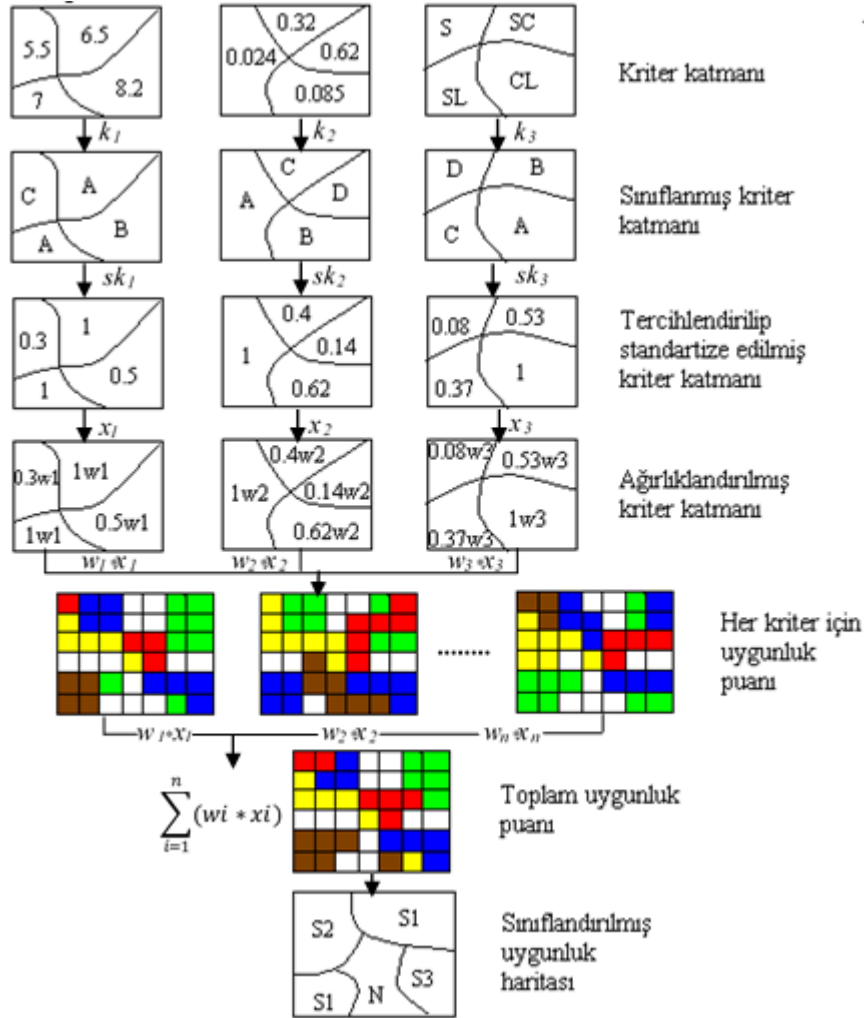 5.5 6.5 7 8.2
0.024 0.32 0.62 0.085
S SC SL CL
Kriter katmanı
k1 k2 k3
C A A B
A C D B
D B C A
Sınıflanmış kriter
katmanı
sk1 sk2 sk3
0.3 1 1 0.5
1 0.4 0.14 0.62
0.08 0.53 0.37 1
Tercihlendirilip
standartize edilmiş
kriter katmanı
x1 x2 x3
0.3w1 1w1 1w1 0.5w1
1w2 0.4w2 0.14w2 0.62w2
0.08w3 0.53w3 0.37w3 1w3
Ağırlıklandırılmış
kriter katmanı
w1*x1 w2*x2 w3*x3
........
Her kriter için
uygunluk
puanı
w1*x1 w2*x2 wn*xn
n
∑(wi * xi)
i=1
Toplam uygunluk
puanı
S2 S1 S1 N S3
Sınıflandırılmış
uygunluk
haritası